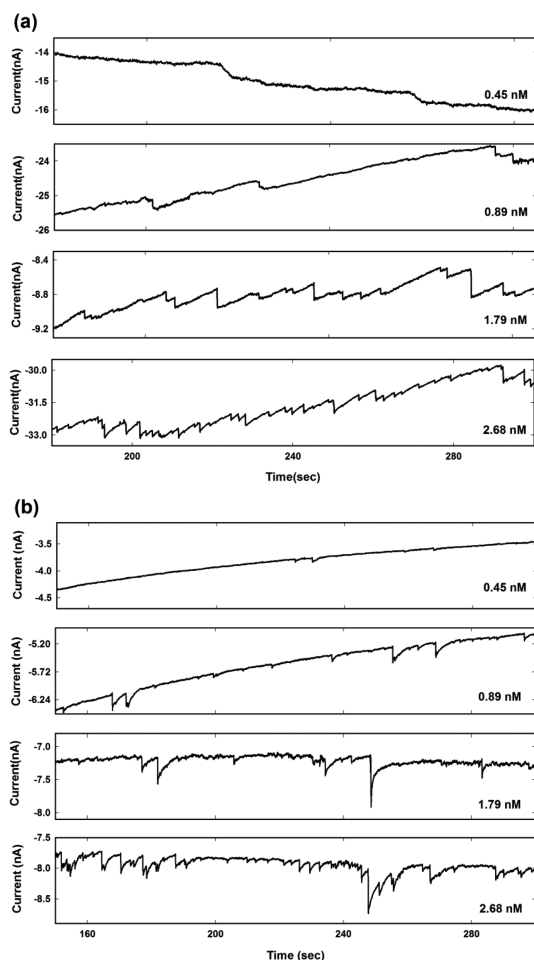 (a)
Current(nA)
-14
-15
-16
0.45 nM
Current(nA)
-24
-25
-26
0.89 nM
Current(nA)
-8.4
-8.8
-9.2
1.79 nM
Current(nA)
-30.0
-31.5
-33.0
2.68 nM
200 240 280
Time(sec)
(b)
Current (nA)
-3.5
-4.0
-4.5
0.45 nM
Current (nA)
-5.20
-5.72
-6.24
0.89 nM
Current(nA)
-7.0
-7.5
-8.0
1.79 nM
Current (nA)
-7.5
-8.0
-8.5
2.68 nM
160 200 240 280
Time (sec)